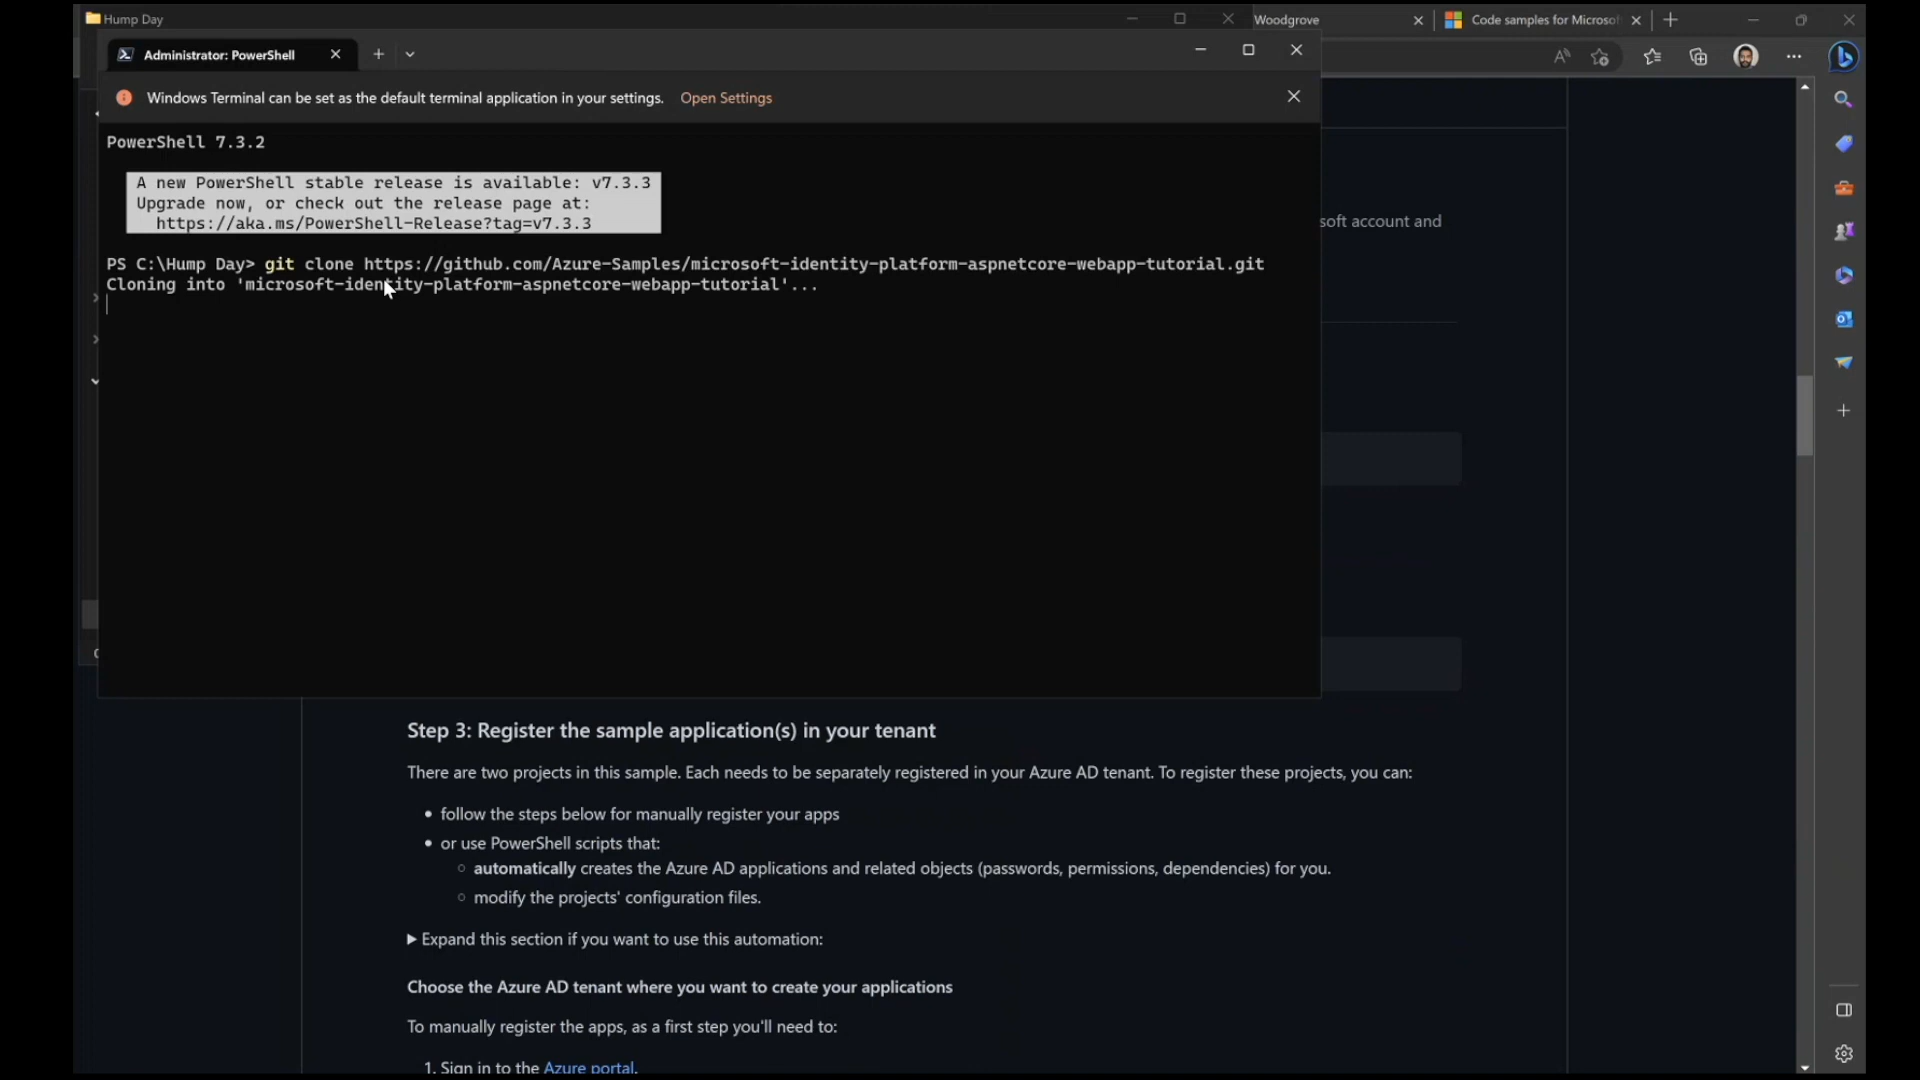 Hump Day
Woodgrove
Code samples for Microso
Administrator: PowerShell
Windows Terminal can be set as the default terminal application in your settings. Open Settings
PowerShell 7.3.2
A new PowerShell stable release is available: v7.3.3
Upgrade now, or check out the release page at:
https://aka.ms/PowerShell-Release?tag=v7.3.3
PS C:\Hump Day> git clone https://github.com/Azure-Samples/microsoft-identity-platform-aspnetcore-webapp-tutorial.git
Cloning into 'microsoft-identity-platform-aspnetcore-webapp-tutorial'...
soft account and
Step 3: Register the sample application(s) in your tenant
There are two projects in this sample. Each needs to be separately registered in your Azure AD tenant. To register these projects, you can:
• follow the steps below for manually register your apps
• or use PowerShell scripts that:
○ automatically creates the Azure AD applications and related objects (passwords, permissions, dependencies) for you.
○ modify the projects' configuration files.
▶ Expand this section if you want to use this automation:
Choose the Azure AD tenant where you want to create your applications
To manually register the apps, as a first step you'll need to:
1. Sign in to the Azure portal.